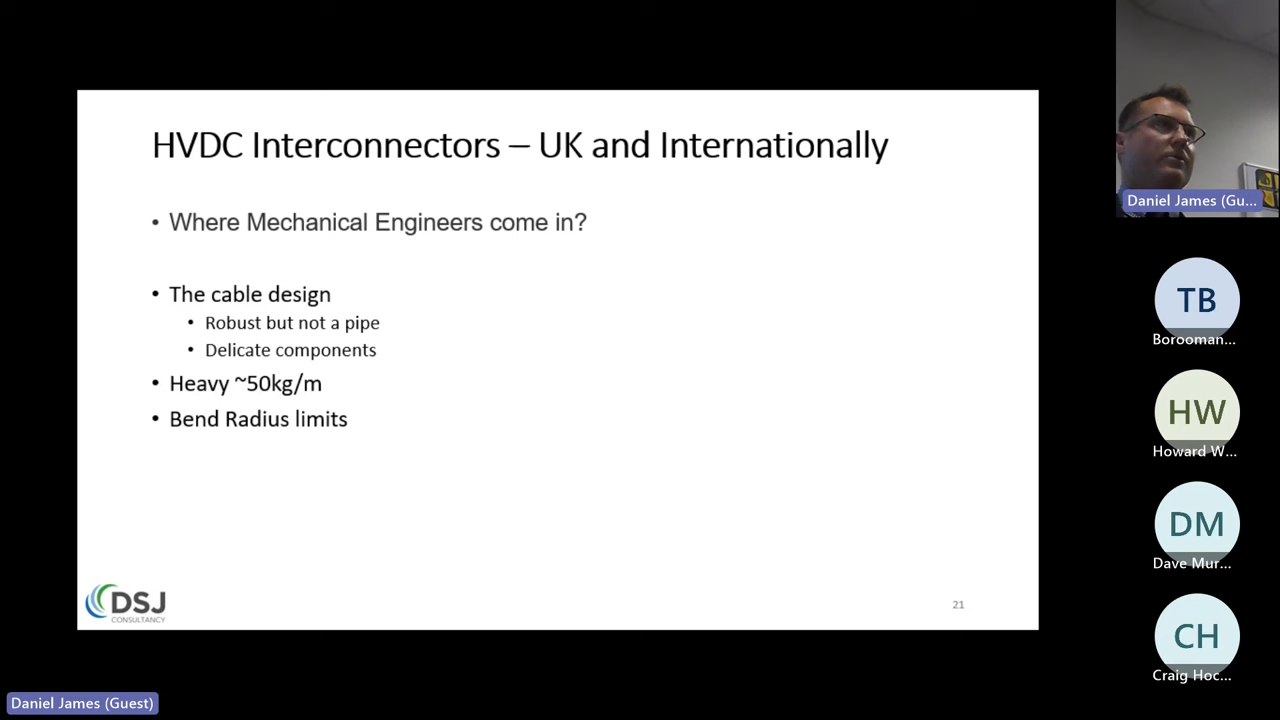 HVDC Interconnectors – UK and Internationally
• Where Mechanical Engineers come in?
• The cable design
• Robust but not a pipe
• Delicate components
• Heavy ~50kg/m
• Bend Radius limits
DSJ
CONSULTANCY
21
Daniel James (Gu...
TB
Borooman...
HW
Howard W...
DM
Dave Mur...
CH
Craig Hoc...
Daniel James (Guest)